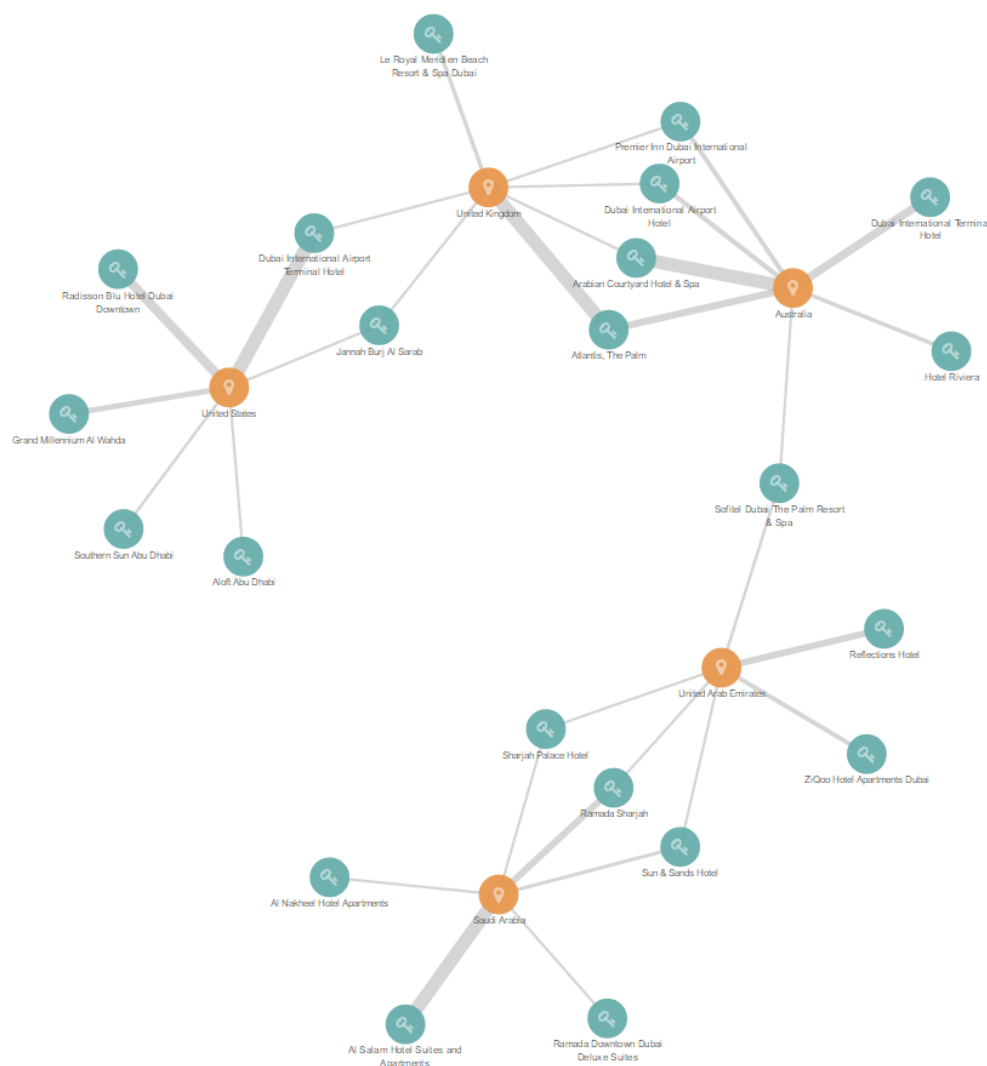 Le Royal Meridien Beach
Resort & Spa Dubai
Premier Inn Dubai International
Airport
United Kingdom
Dubai International Airport
Hotel
Dubai International Termina
Hotel
Dubai International Airport
Terminal Hotel
Radisson Blu Hotel Dubai
Downtown
Arabian Courtyard Hotel & Spa
Australia
Jannah Burj Al Sarab
Atlantis, The Palm
Hotel Riviera
United States
Grand Millennium Al Wahda
Sofitel Dubai The Palm Resort
& Spa
Southern Sun Abu Dhabi
Aloft Abu Dhabi
Reflections Hotel
United Arab Emirates
Sharjah Palace Hotel
ZiQoo Hotel Apartments Dubai
Ramada Sharjah
Sun & Sands Hotel
Al Nakheel Hotel Apartments
Saudi Arabia
Al Salam Hotel Suites and
Apartments
Ramada Downtown Dubai
Deluxe Suites